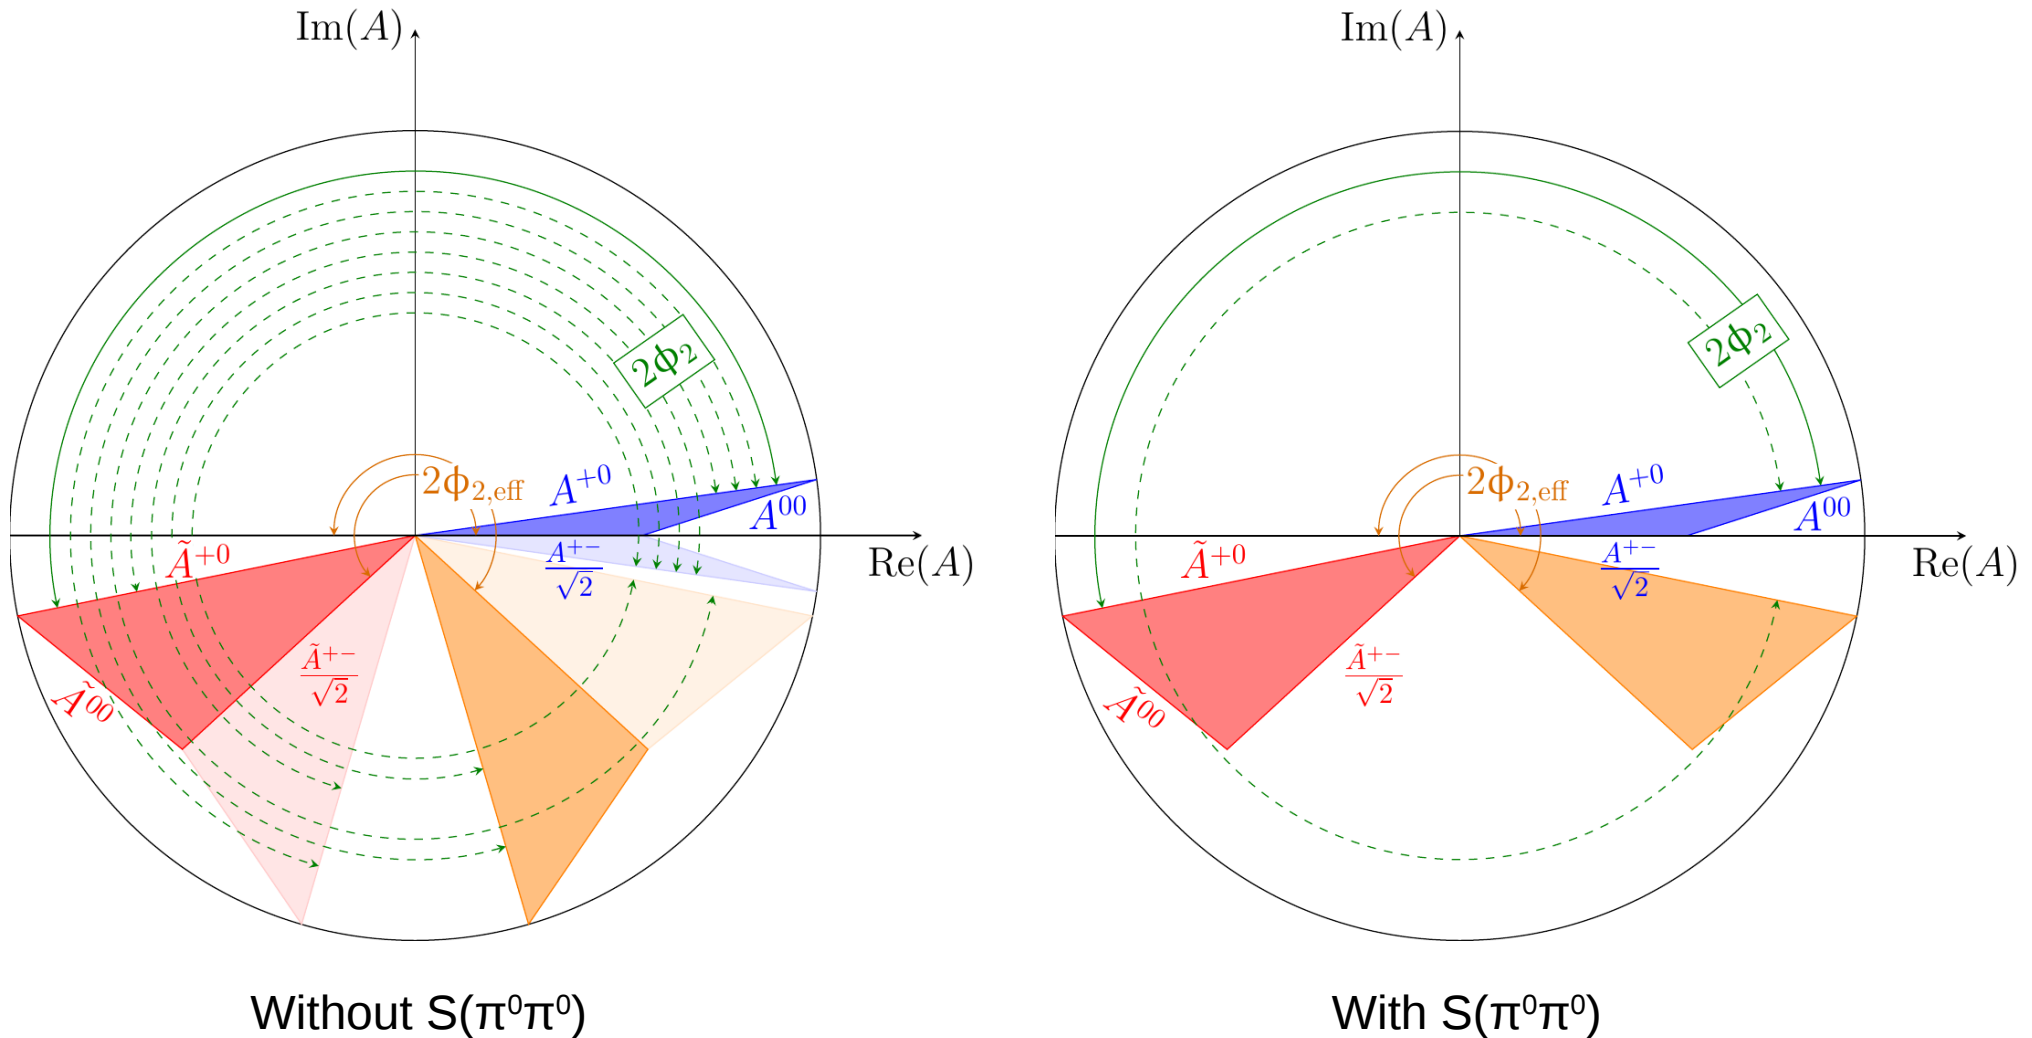 Im(A)
2ϕ₂
2ϕ₂,eff
A⁺⁰
A⁰⁰
A⁺⁻/√2
Re(A)
Ã⁺⁰
Ã⁺⁻/√2
Ã⁰⁰
Without S(π⁰π⁰)
Im(A)
2ϕ₂
2ϕ₂,eff
A⁺⁰
A⁰⁰
A⁺⁻/√2
Re(A)
Ã⁺⁰
Ã⁺⁻/√2
Ã⁰⁰
With S(π⁰π⁰)